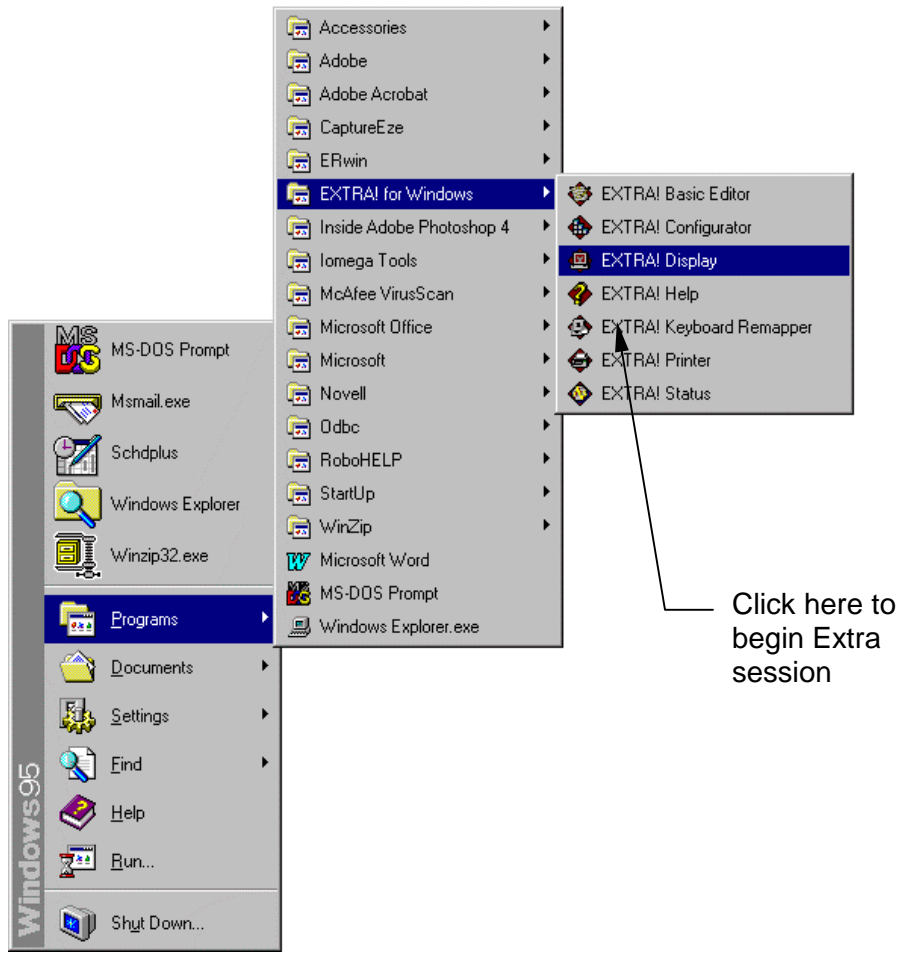 Accessories
Adobe
Adobe Acrobat
CaptureEze
ERwin
EXTRA! for Windows
Inside Adobe Photoshop 4
Iomega Tools
McAfee VirusScan
Microsoft Office
Microsoft
Novell
Odbc
RoboHELP
StartUp
WinZip
Microsoft Word
MS-DOS Prompt
Windows Explorer.exe
EXTRA! Basic Editor
EXTRA! Configurator
EXTRA! Display
EXTRA! Help
EXTRA! Keyboard Remapper
EXTRA! Printer
EXTRA! Status
MS-DOS Prompt
Msmail.exe
Schdplus
Windows Explorer
Winzip32.exe
Programs
Documents
Settings
Find
Help
Run...
Shut Down...
Windows95
Click here to
begin Extra
session